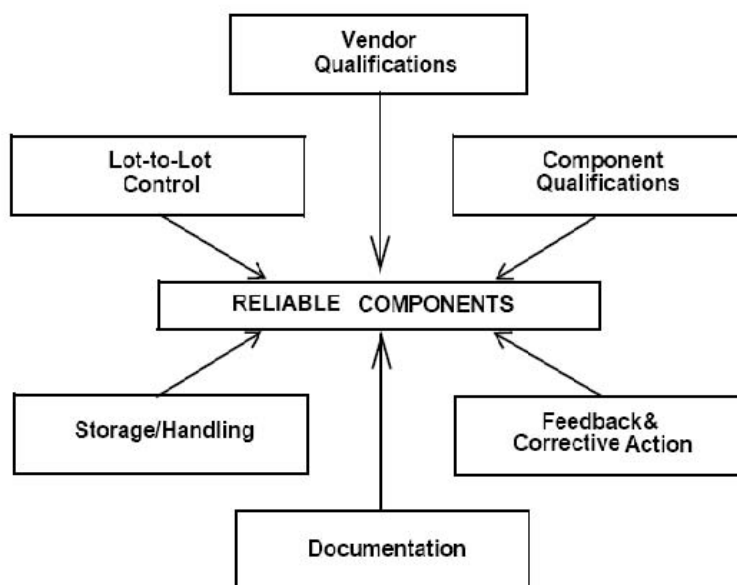 Vendor
Qualifications
Lot-to-Lot
Control
Component
Qualifications
RELIABLE COMPONENTS
Storage/Handling
Feedback&
Corrective Action
Documentation